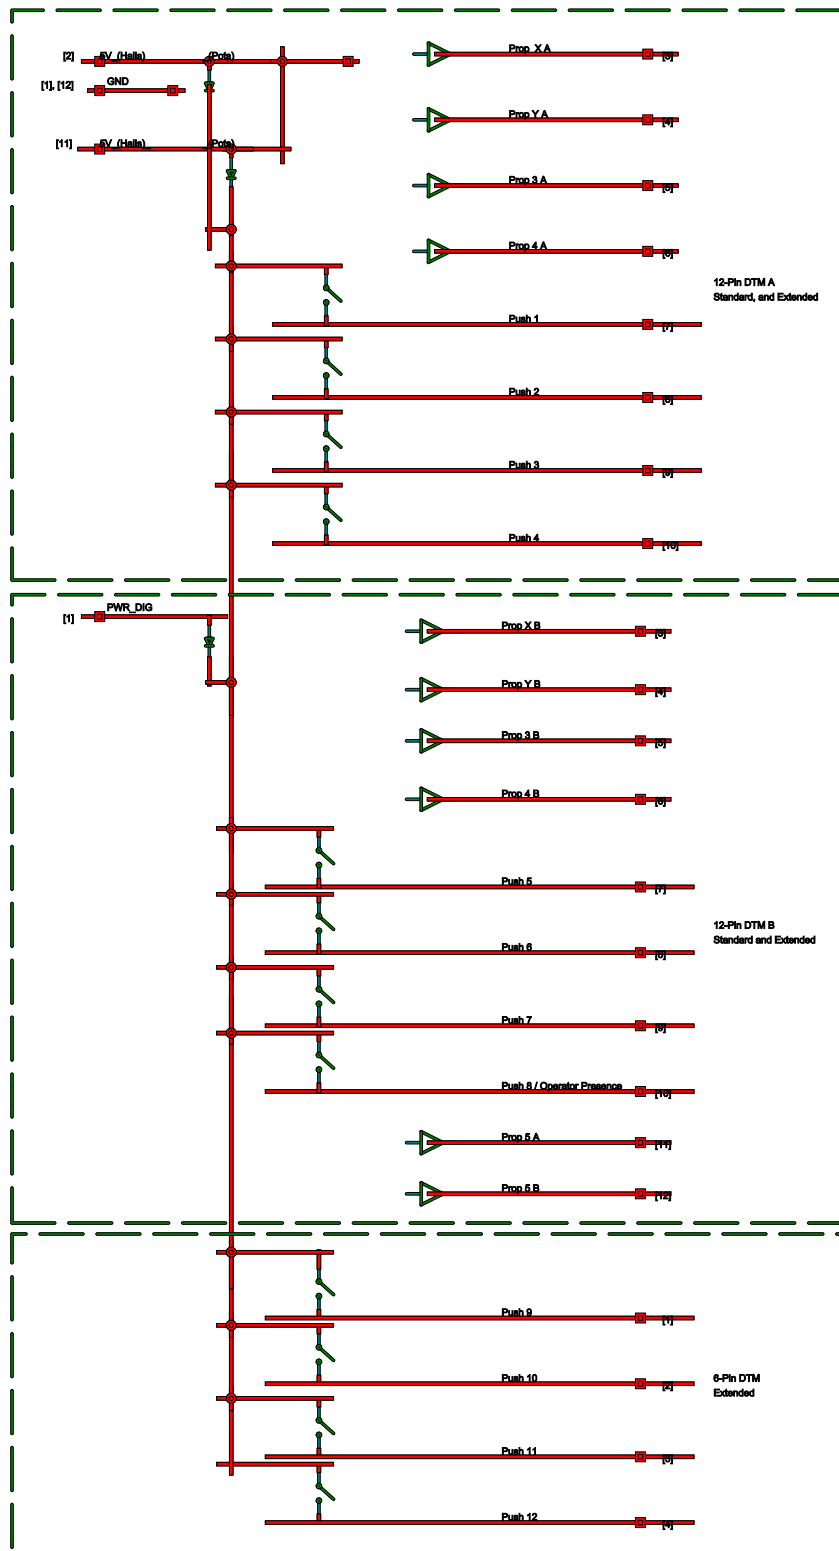 [2] 5V_(Halls) (Pots)
Prop X A [3]
[1], [12] GND
Prop Y A [4]
[11] 5V_(Halls)_ (Pots)
Prop 3 A [5]
Prop 4 A [6]
12-Pin DTM A
Standard, and Extended
Push 1 [7]
Push 2 [8]
Push 3 [9]
Push 4 [10]
[1] PWR_DIG
Prop X B [3]
Prop Y B [4]
Prop 3 B [5]
Prop 4 B [6]
Push 5 [7]
12-Pin DTM B
Standard and Extended
Push 6 [8]
Push 7 [9]
Push 8 / Operator Presence [10]
Prop 5 A [11]
Prop 5 B [12]
Push 9 [1]
6-Pin DTM
Extended
Push 10 [2]
Push 11 [3]
Push 12 [4]